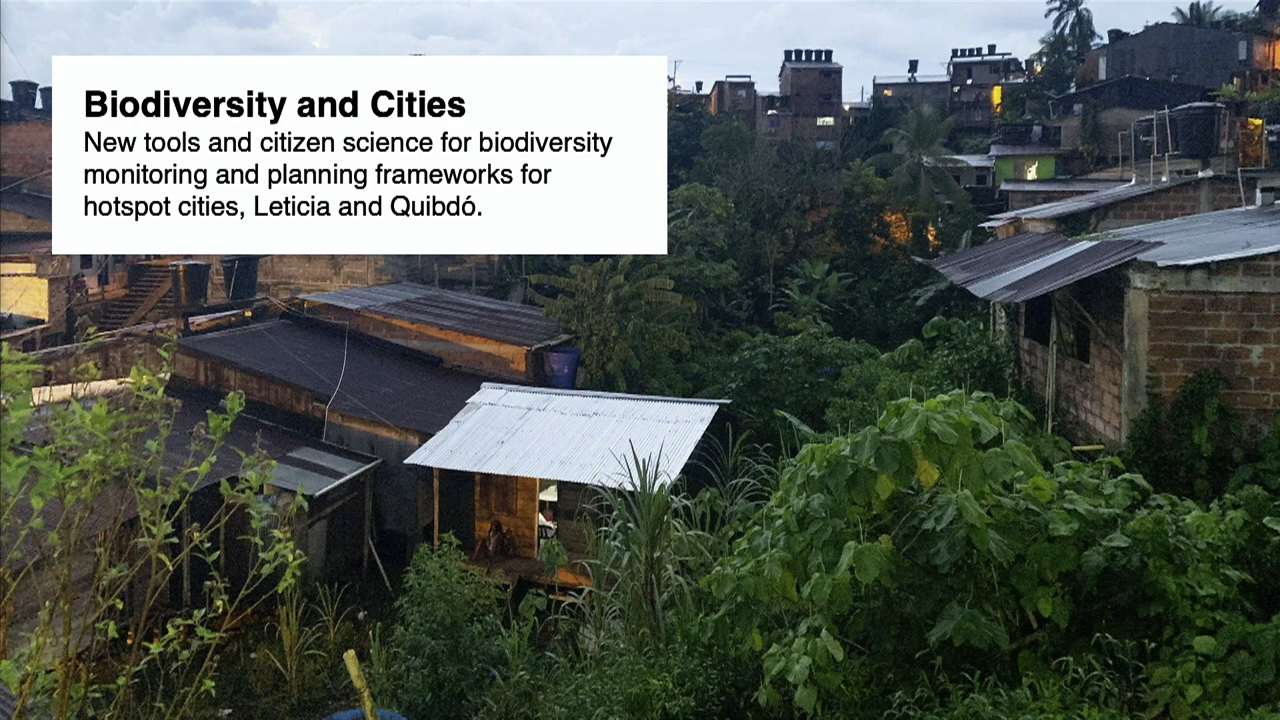 Biodiversity and Cities
New tools and citizen science for biodiversity
monitoring and planning frameworks for
hotspot cities, Leticia and Quibdó.